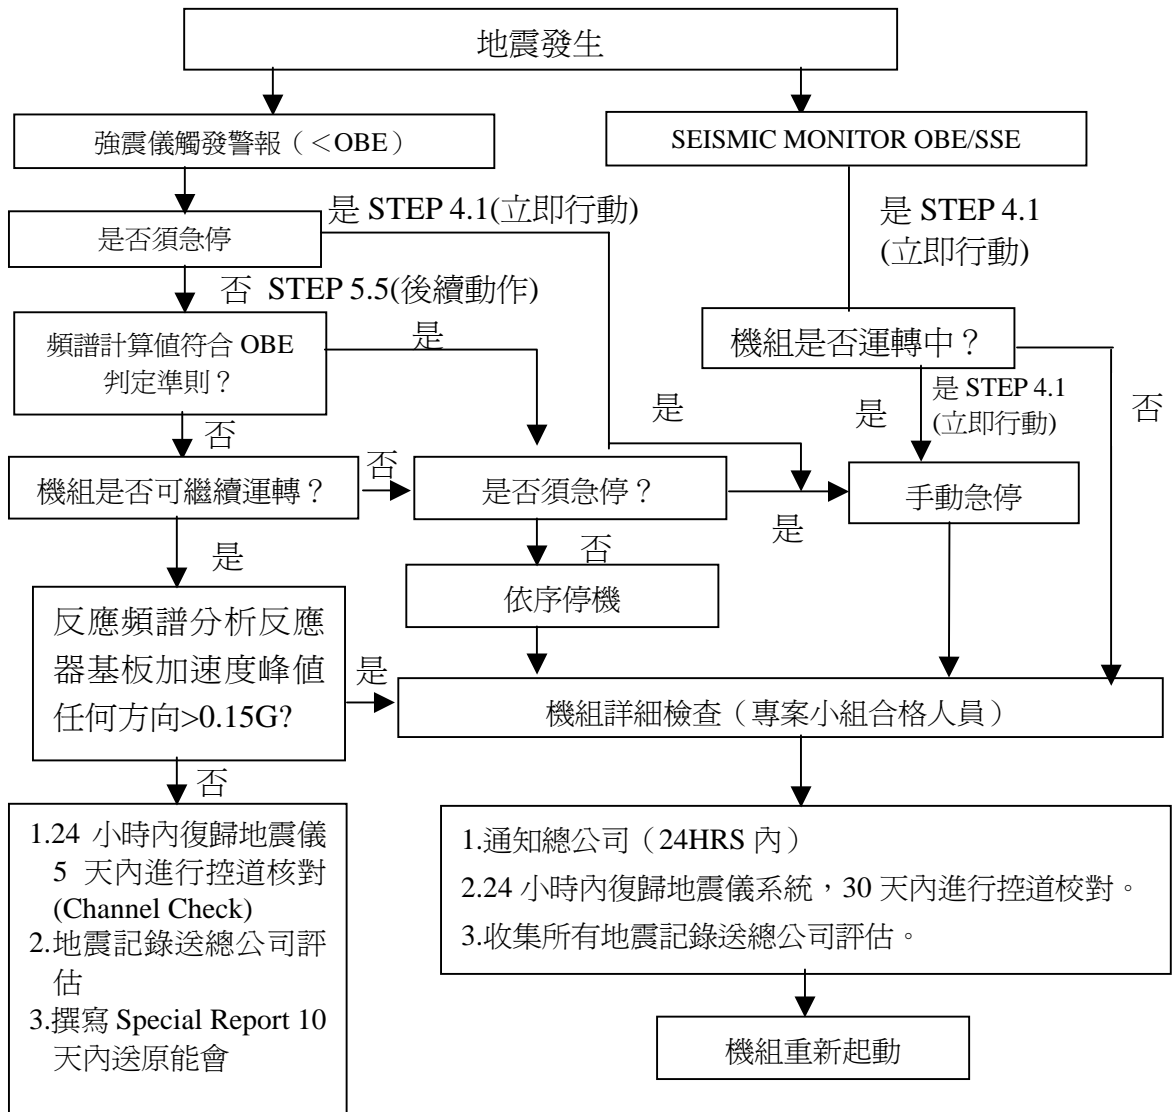 地震發生
強震儀觸發警報（＜OBE）
SEISMIC MONITOR OBE/SSE
是 STEP 4.1(立即行動)
是 STEP 4.1
(立即行動)
是否須急停
否 STEP 5.5(後續動作)
頻譜計算值符合 OBE
判定準則？
是
機組是否運轉中？
是 STEP 4.1
(立即行動)
是
是
否
否
機組是否可繼續運轉？
否
是否須急停？
是
手動急停
是
否
依序停機
反應頻譜分析反應
器基板加速度峰值
任何方向>0.15G?
是
機組詳細檢查（專案小組合格人員）
否
1.24 小時內復歸地震儀
5 天內進行控道核對
(Channel Check)
2.地震記錄送總公司評
估
3.撰寫 Special Report 10
天內送原能會
1.通知總公司（24HRS 內）
2.24 小時內復歸地震儀系統，30 天內進行控道校對。
3.收集所有地震記錄送總公司評估。
機組重新起動